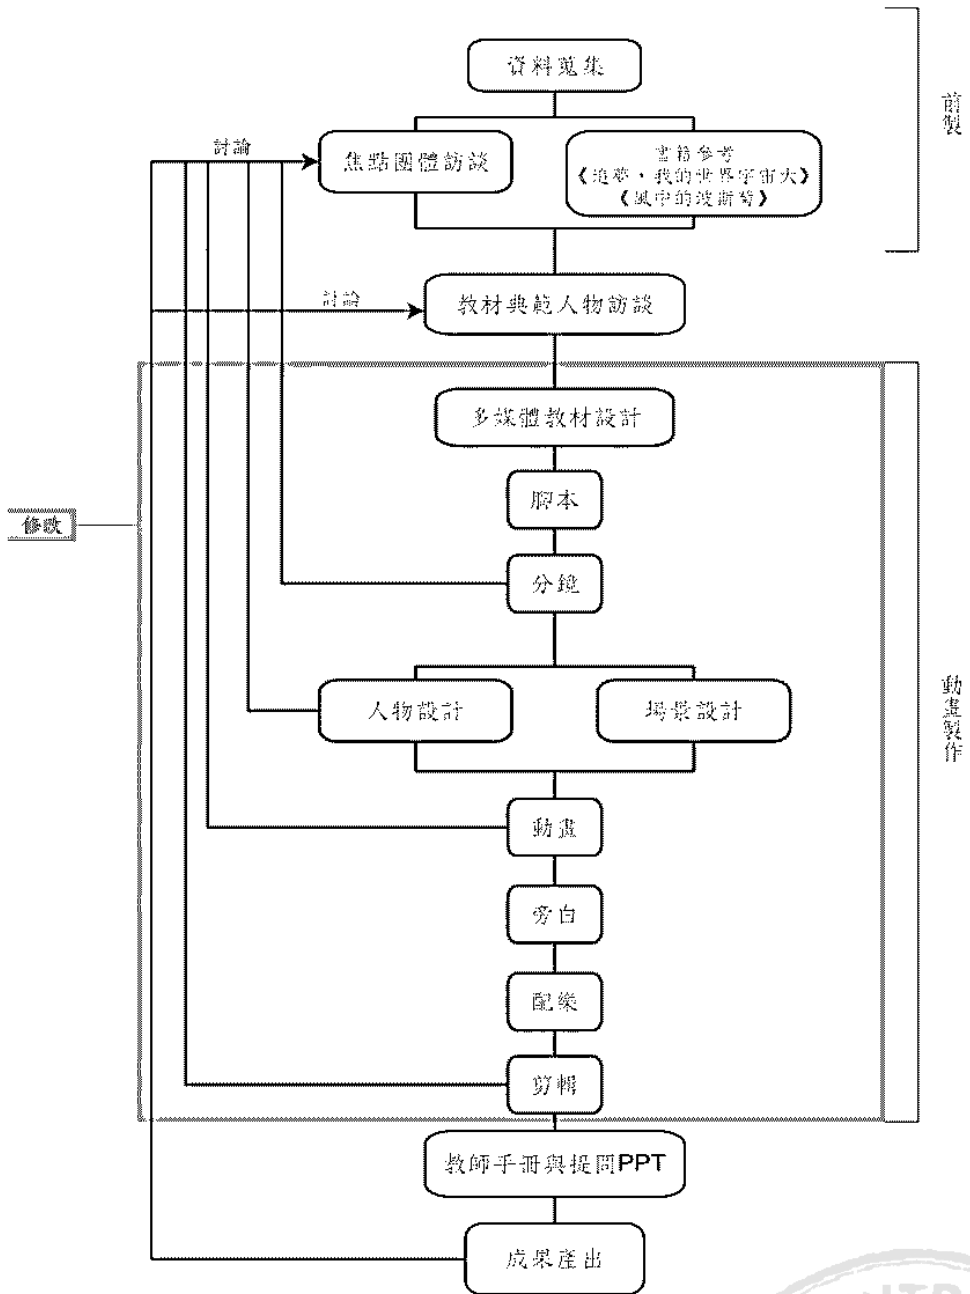 資料蒐集
前製
討論
焦點團體訪談
書籍參考
《追夢，我的世界宇宙大》
《風中的波斯菊》
討論
教材典範人物訪談
多媒體教材設計
腳本
修改
分鏡
人物設計
場景設計
動畫製作
動畫
旁白
配樂
剪輯
教師手冊與提問PPT
成果產出